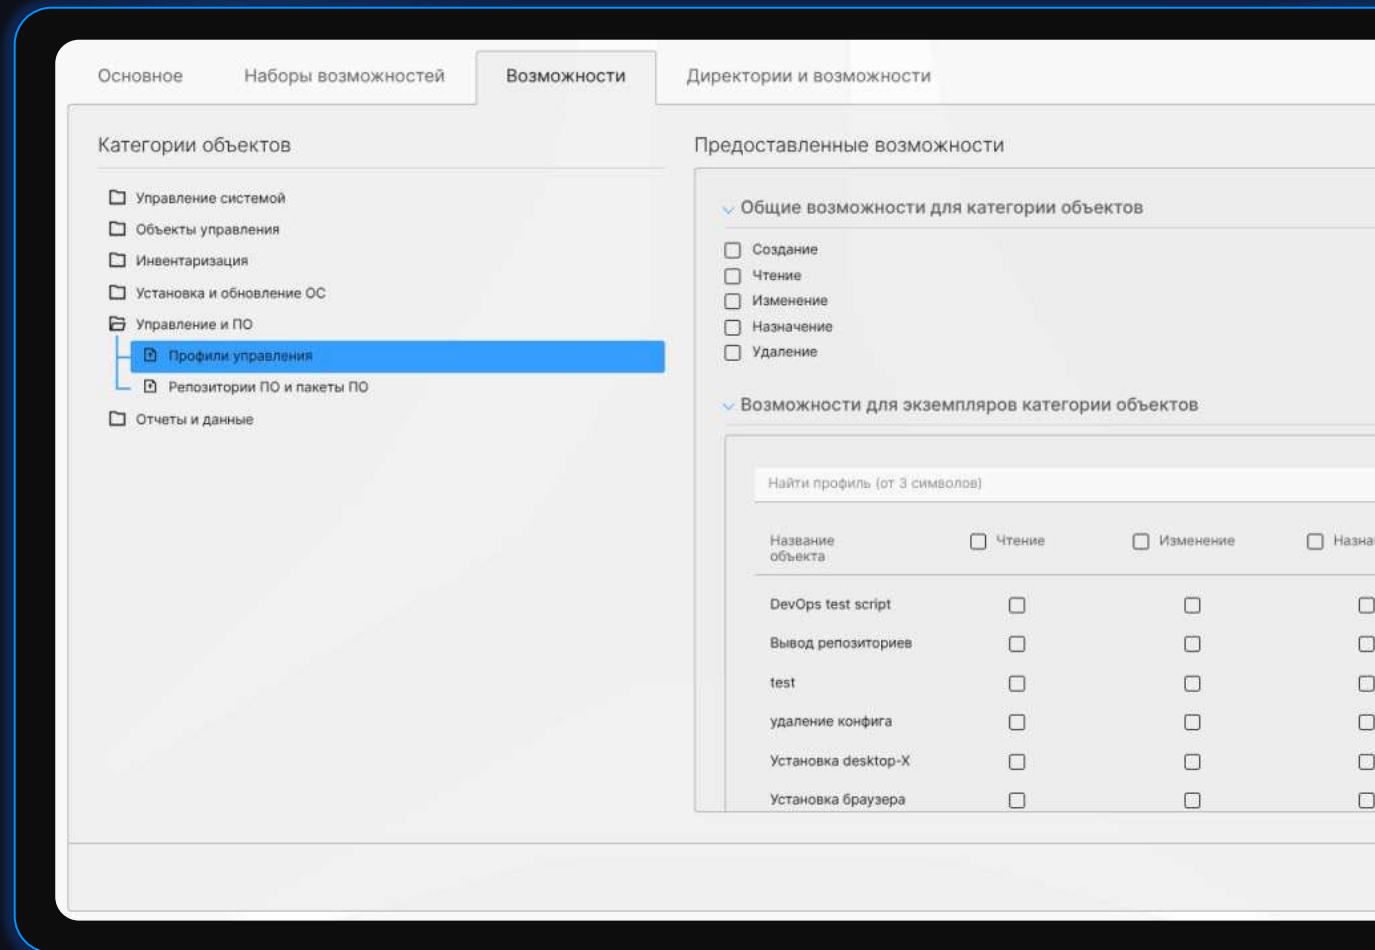 Основное Наборы возможностей Возможности Директории и возможности
Категории объектов
Управление системой
Объекты управления
Инвентаризация
Установка и обновление ОС
Управление и ПО
Профили управления
Репозитории ПО и пакеты ПО
Отчеты и данные
Предоставленные возможности
Общие возможности для категории объектов
Создание
Чтение
Изменение
Назначение
Удаление
Возможности для экземпляров категории объектов
Найти профиль (от 3 символов)
Название
объекта
Чтение Изменение
DevOps test script
Вывод репозиториев
test
удаление конфига
Установка desktop-X
Установка браузера